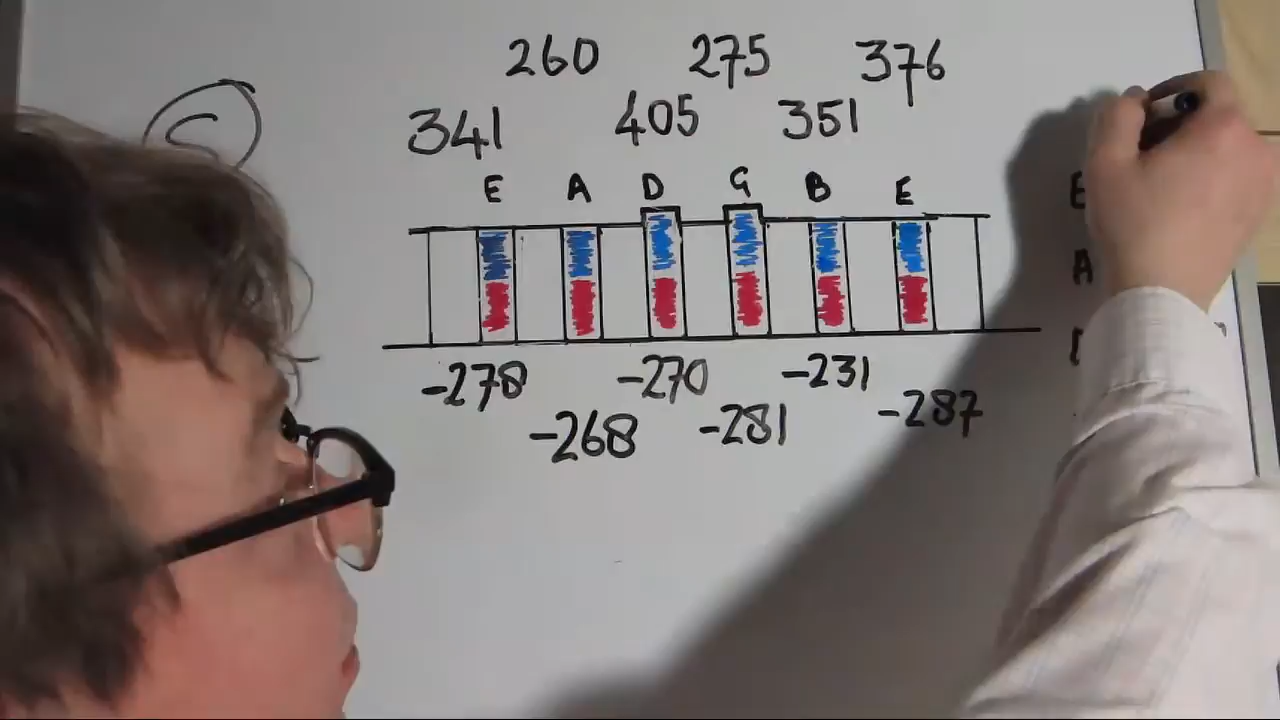 S
260 275 376
341 405 351
E A D G B E
E
A
-278 -270 -231
-268 -281 -287